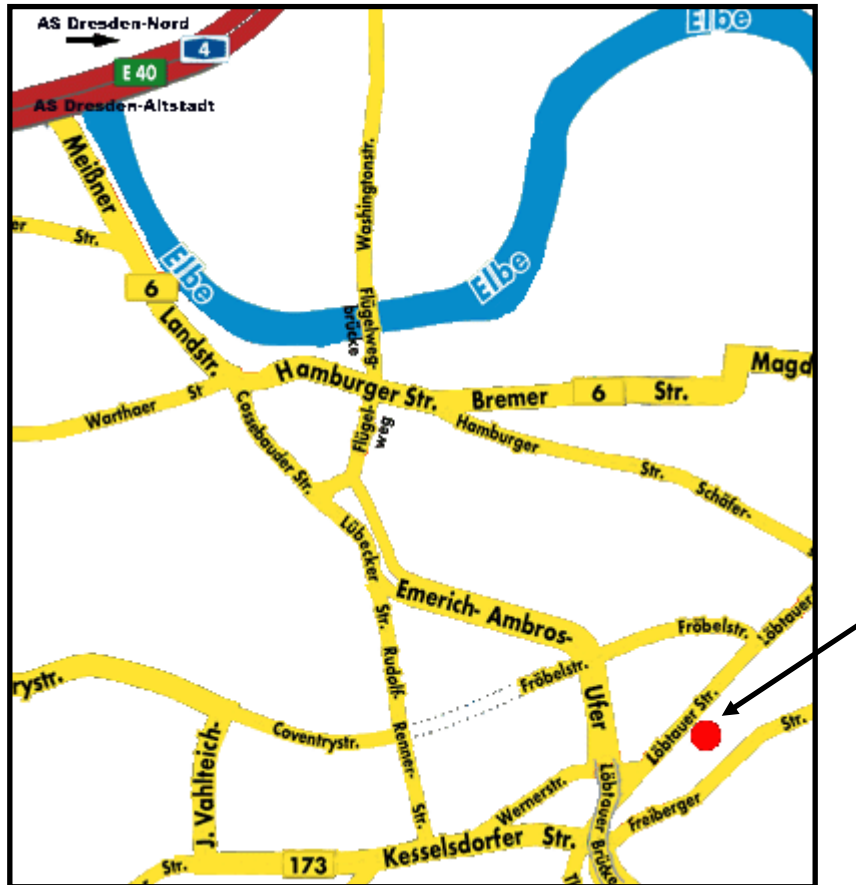 AS Dresden-Nord
Elbe
4
E 40
AS Dresden-Altstadt
Meißner
Washingtonstr.
er
Str.
Elbe
Elbe
6
Flügelweg-
brücke
Landstr.
Hamburger Str.
Magd
Bremer
6
Str.
Warthaer
St
Cossebauder Str.
Flügel-
weg
Hamburger
Str.
Schäfer-
Lübecker
Str.
Emerich- Ambros-
Ufer
Fröbelstr.
Löbtauer
Rudolf-
Renner-
Str.
Fröbelstr.
rystr.
Coventrystr.
Löbtauer Str.
Str.
J. Vahlteich-
Wernerstr.
Löbtauer Brücke
Freiberger
Str.
173
Kesselsdorfer Str.